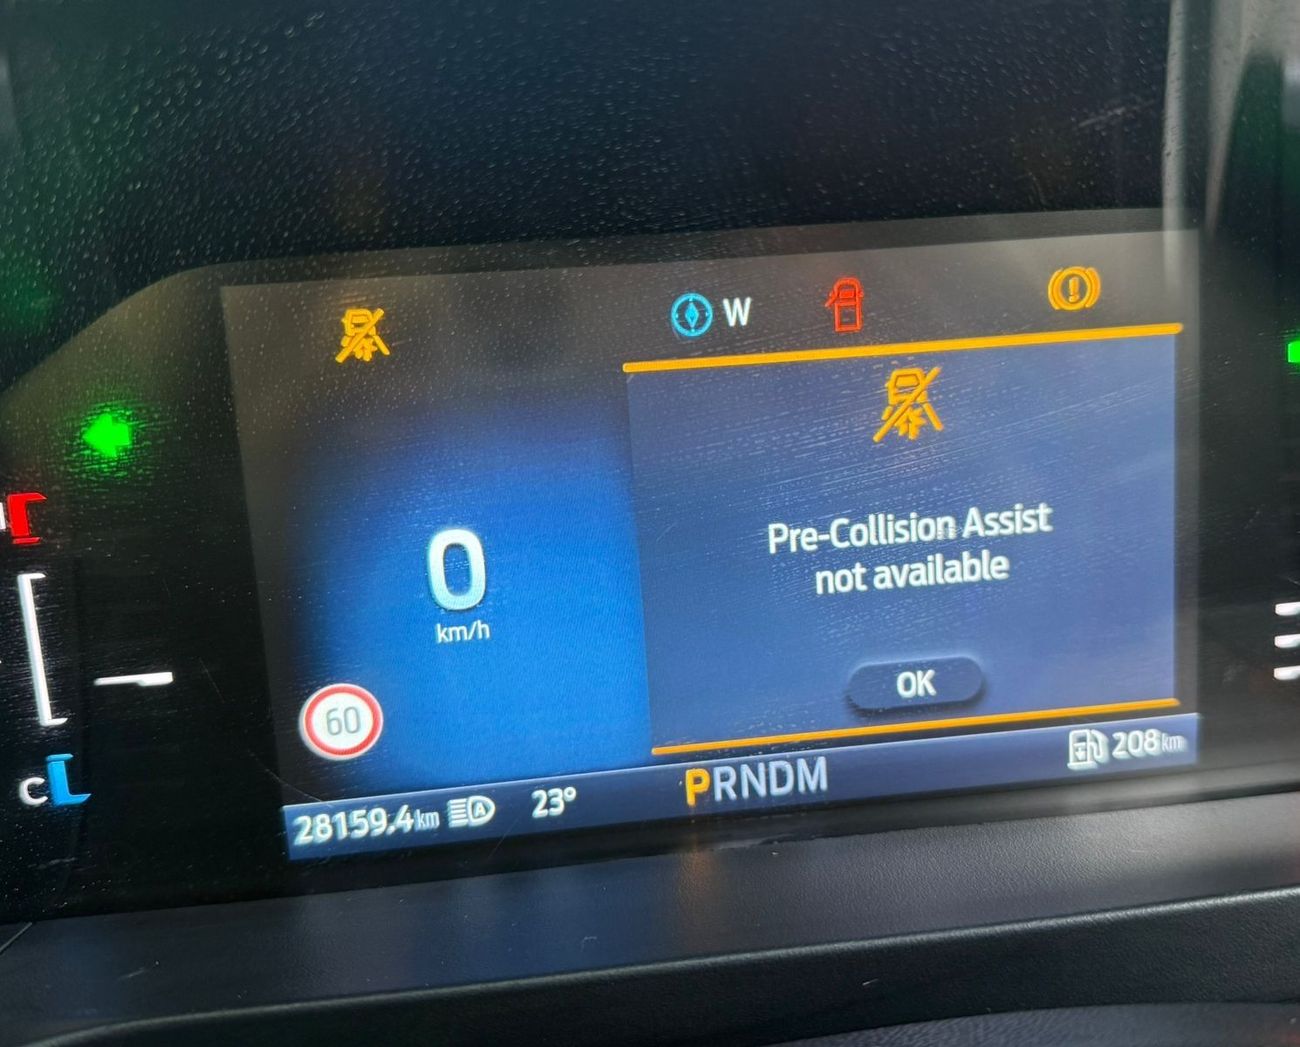 W
Pre-Collision Assist
not available
0
km/h
OK
60
C
208km
PRNDM
28159.4km A 23°